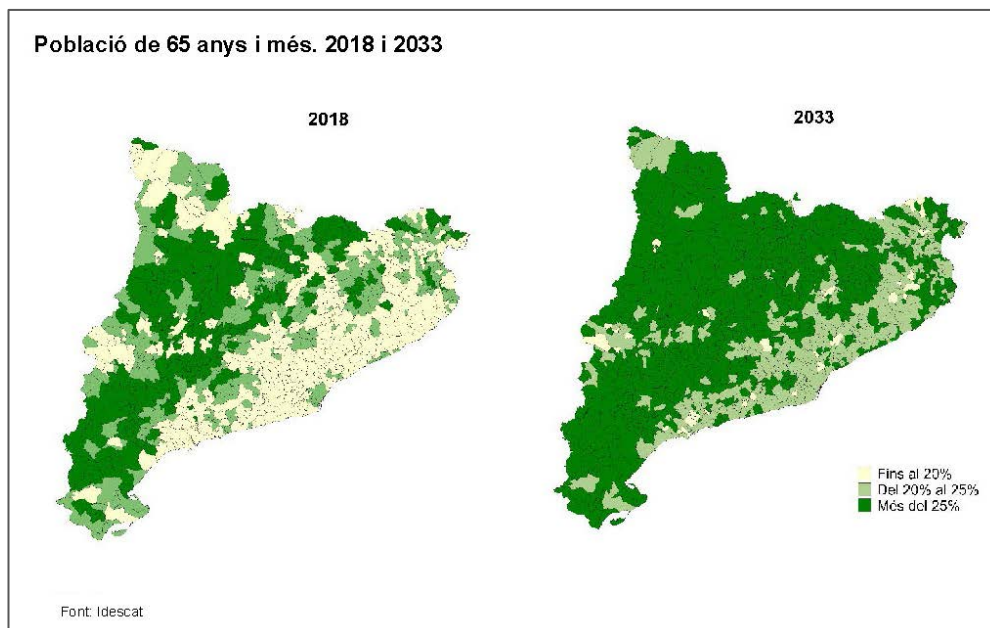 Població de 65 anys i més. 2018 i 2033
2018
2033
Fins al 20%
Del 20% al 25%
Més del 25%
Font: Idescat